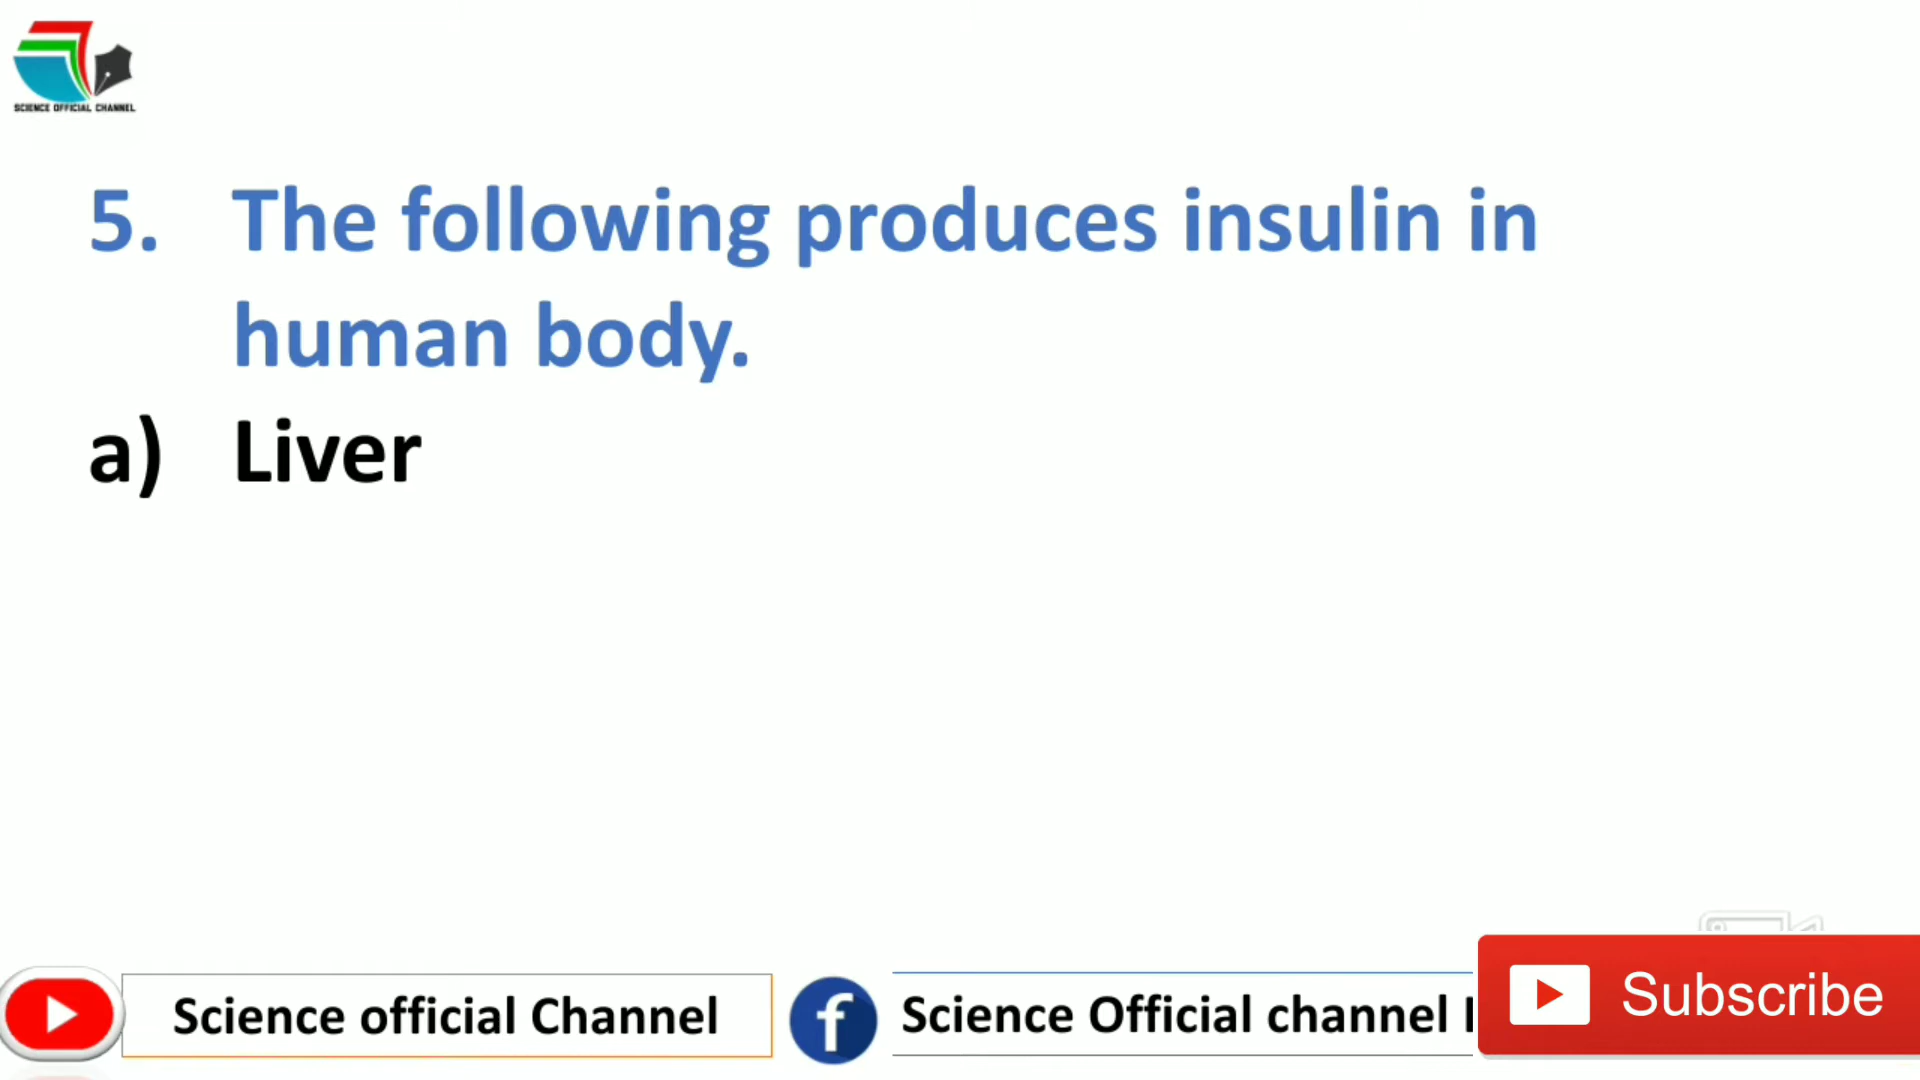 SCIENCE OFFICIAL CHANNEL
5. The following produces insulin in
human body.
a) Liver
Science official Channel
Science Official channel
Subscribe